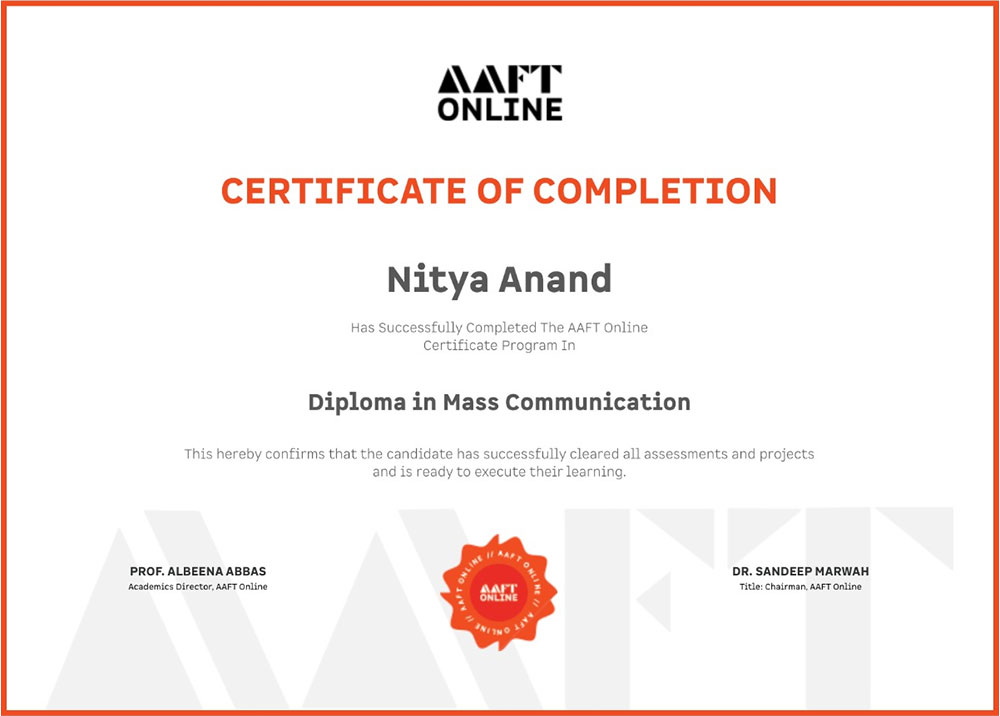 AAFT
ONLINE
CERTIFICATE OF COMPLETION
Nitya Anand
Has Successfully Completed The AAFT Online
Certificate Program In
Diploma in Mass Communication
This hereby confirms that the candidate has successfully cleared all assessments and projects
and is ready to execute their learning.
AAFT
PROF. ALBEENA ABBAS
Academics Director, AAFT Online
// AAFT ONLINE // AAFT ONLINE // AAFT ONLINE
AAFT
ONLINE
DR. SANDEEP MARWAH
Title: Chairman, AAFT Online